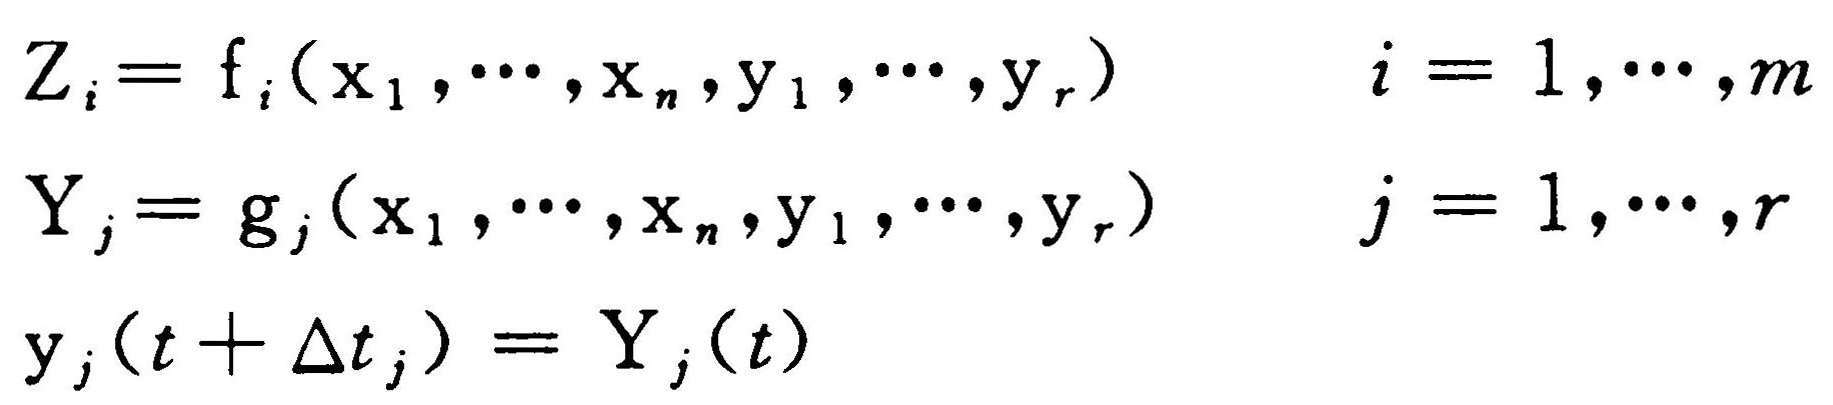 Z_i = f_i(x_1,⋯,x_n,y_1,⋯,y_r) i = 1,⋯,m
Y_j = g_j(x_1,⋯,x_n,y_1,⋯,y_r) j = 1,⋯,r
y_j(t + Δt_j) = Y_j(t)